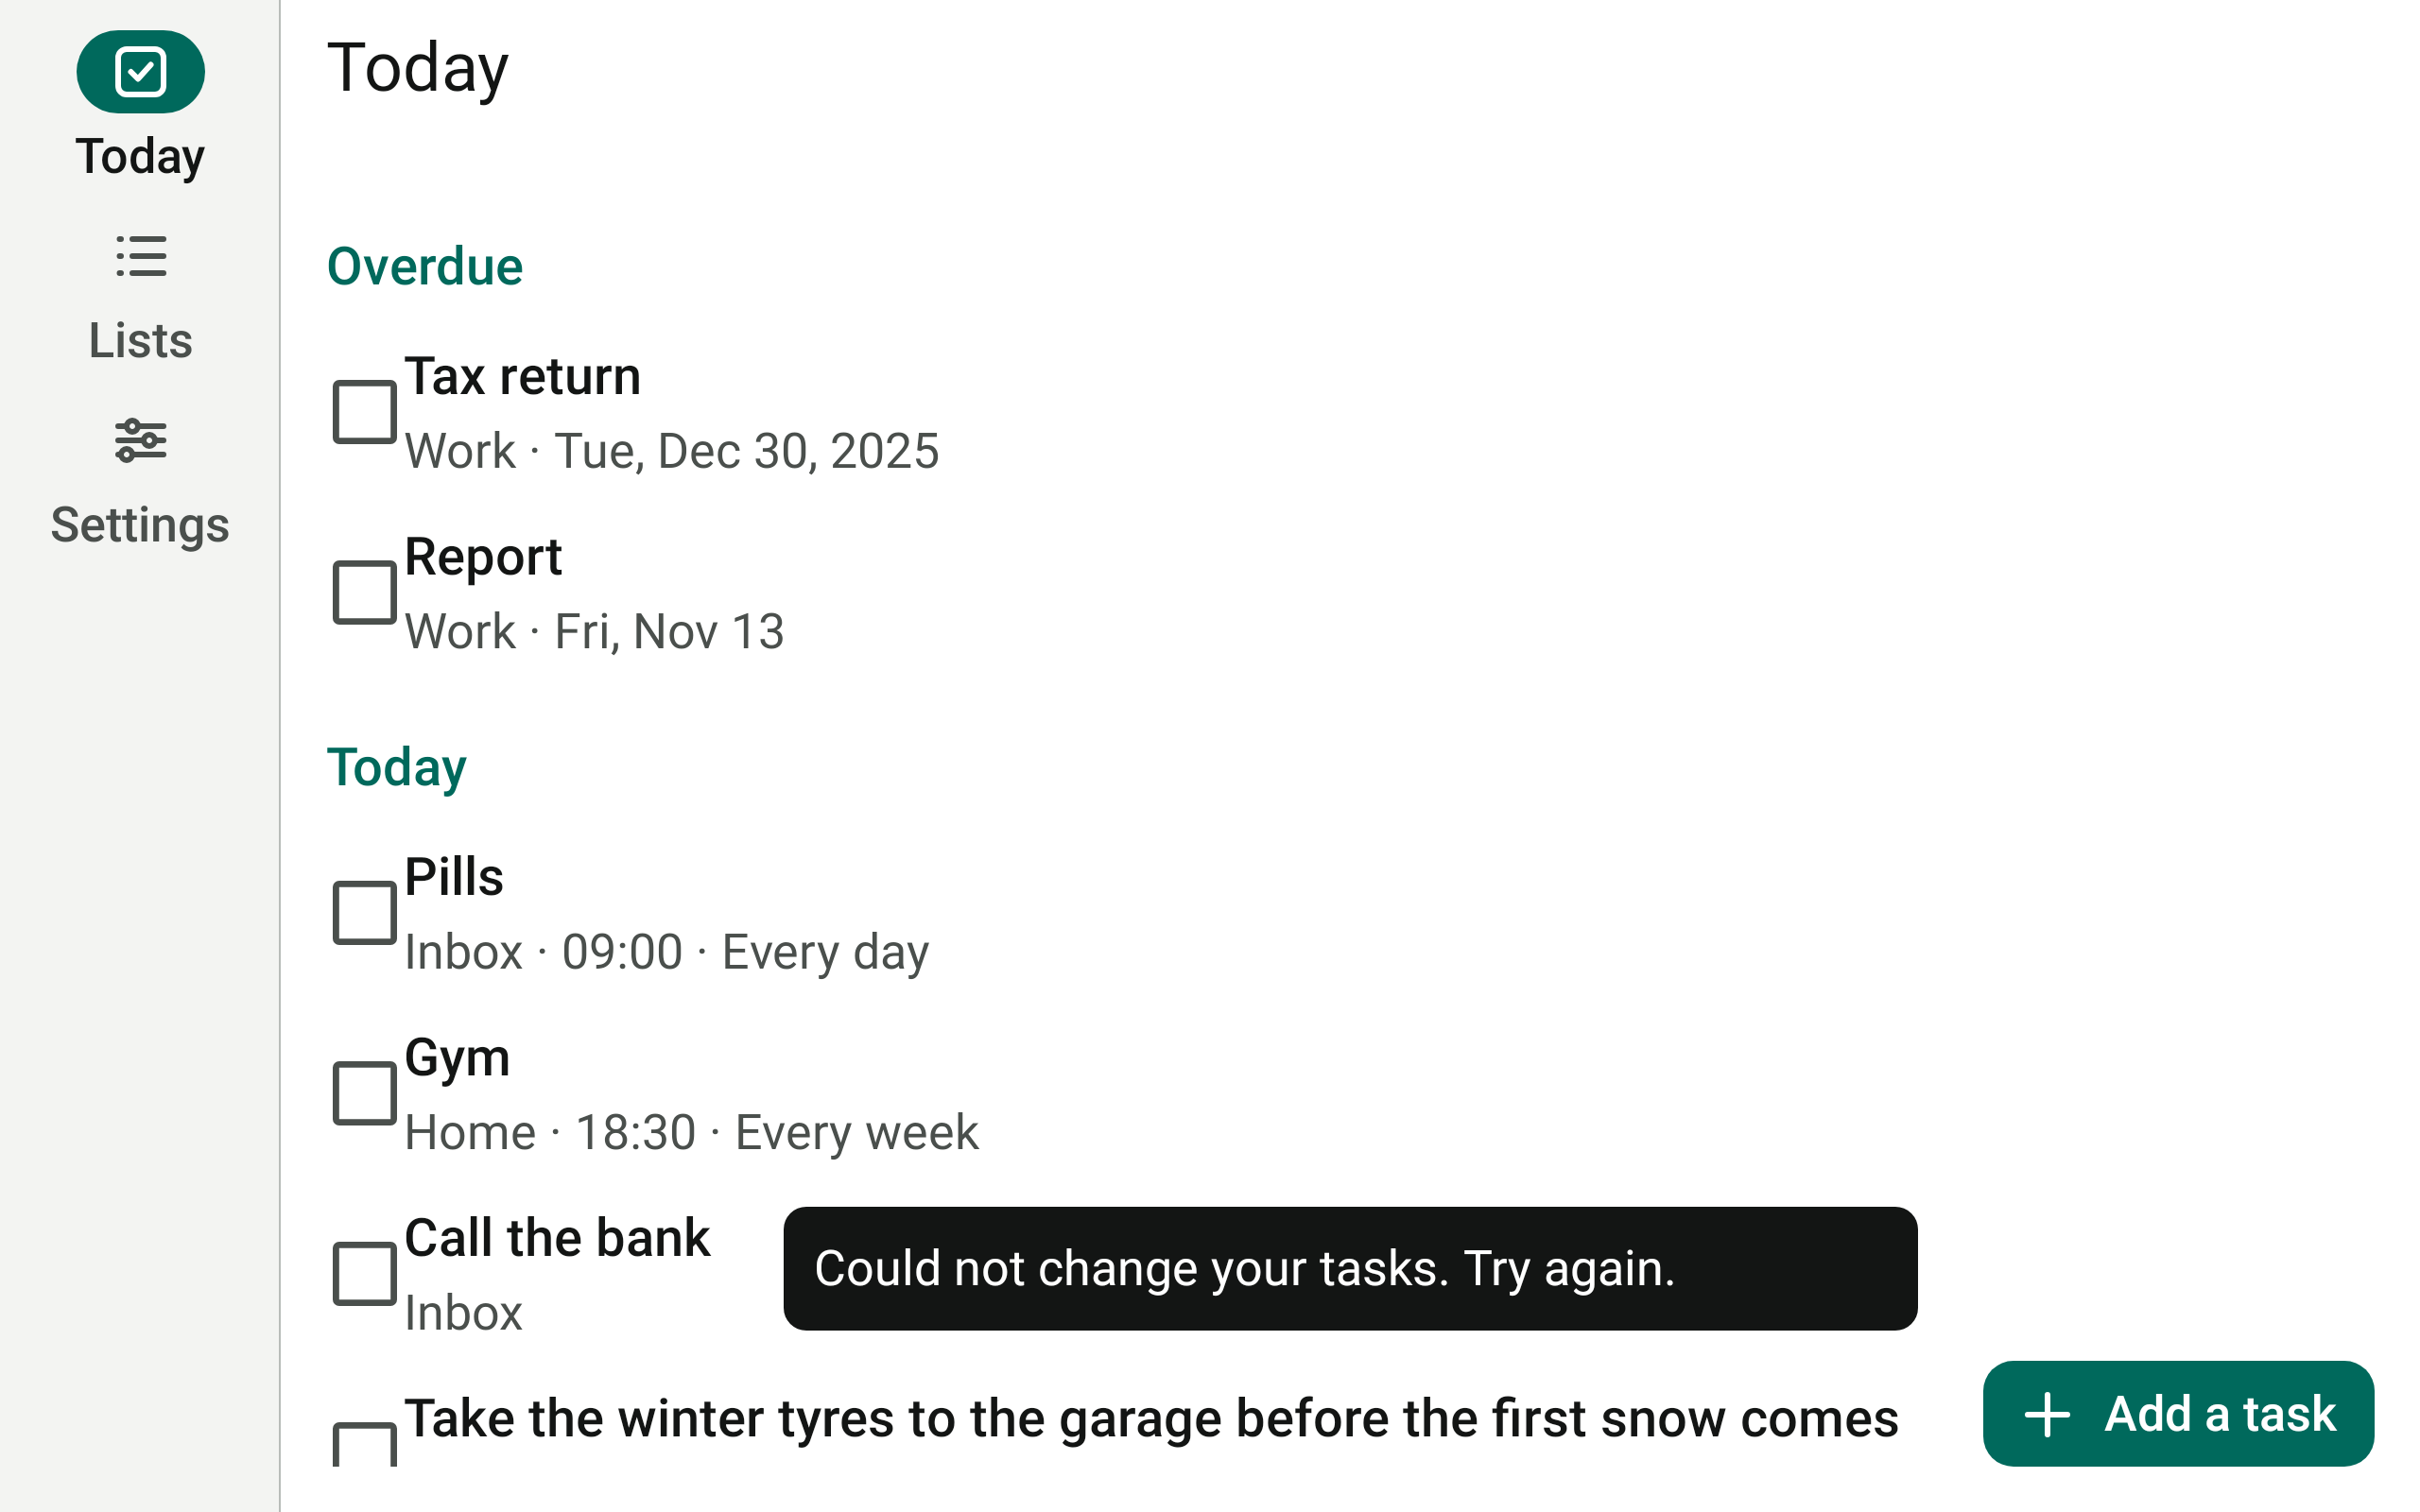 Today
Lists
Settings
Today
Overdue
Tax return
Work · Tue, Dec 30, 2025
Report
Work · Fri, Nov 13
Today
Pills
Inbox · 09:00 · Every day
Gym
Home · 18:30 · Every week
Call the bank
Inbox
Could not change your tasks. Try again.
Take the winter tyres to the garage before the first snow comes
Add a task